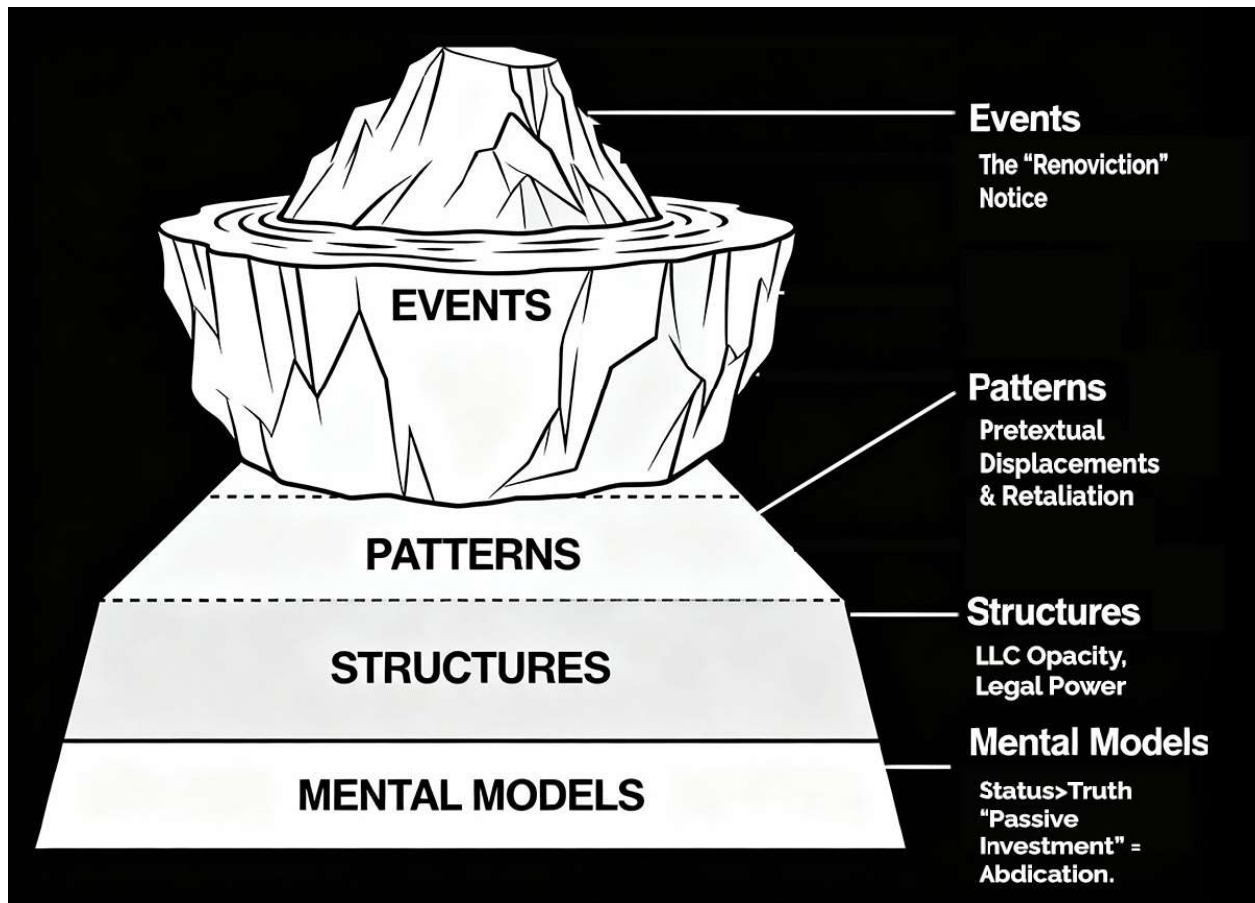 Events
The “Renoviction”
Notice
EVENTS
Patterns
Pretextual
Displacements
& Retaliation
PATTERNS
Structures
LLC Opacity,
Legal Power
STRUCTURES
Mental Models
Status>Truth
“Passive
Investment” =
Abdication.
MENTAL MODELS